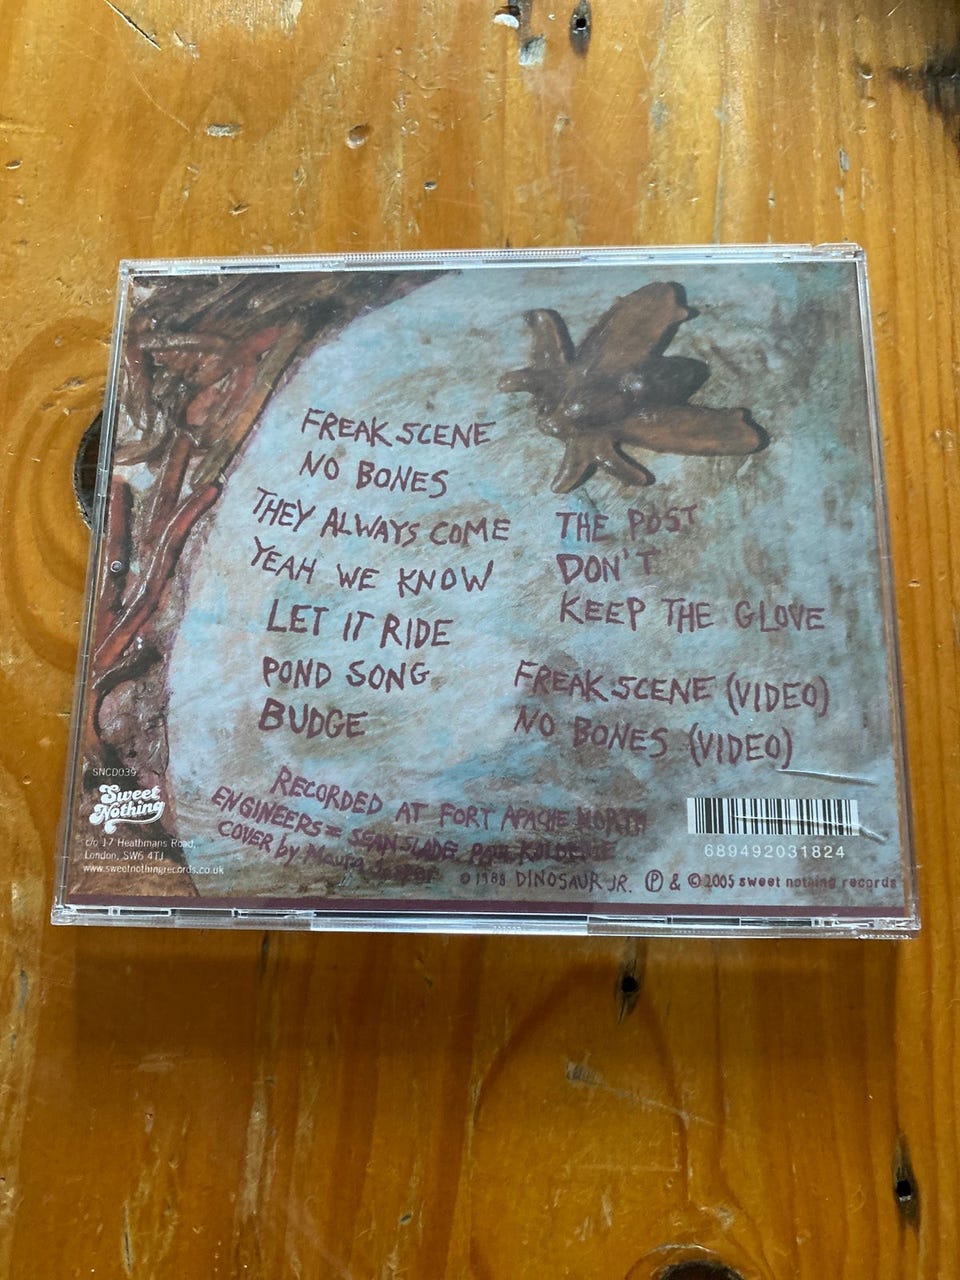 FREAK SCENE
NO BONES
THEY ALWAYS COME
YEAH WE KNOW
LET IT RIDE
POND SONG
BUDGE
THE POST
DON'T
KEEP THE GLOVE
FREAK SCENE (VIDEO)
NO BONES (VIDEO)
RECORDED AT FORT APACHE NORTH
ENGINEERS= SEAN SLADE PAUL
COVER by Maura Jasper
© 1988 DINOSAUR JR. ℗ & © 2005 sweet nothing records
SNCD039
Sweet
Nothing
c/o 17 Heathmans Road,
London, SW6 4TJ
www.sweetnothingrecords.co.uk
689492031824